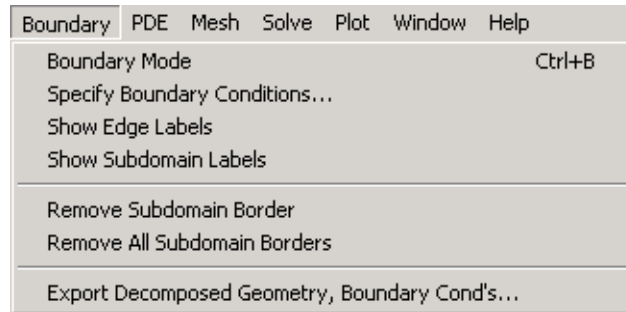 Boundary PDE Mesh Solve Plot Window Help
Boundary Mode Ctrl+B
Specify Boundary Conditions...
Show Edge Labels
Show Subdomain Labels
Remove Subdomain Border
Remove All Subdomain Borders
Export Decomposed Geometry, Boundary Cond's...